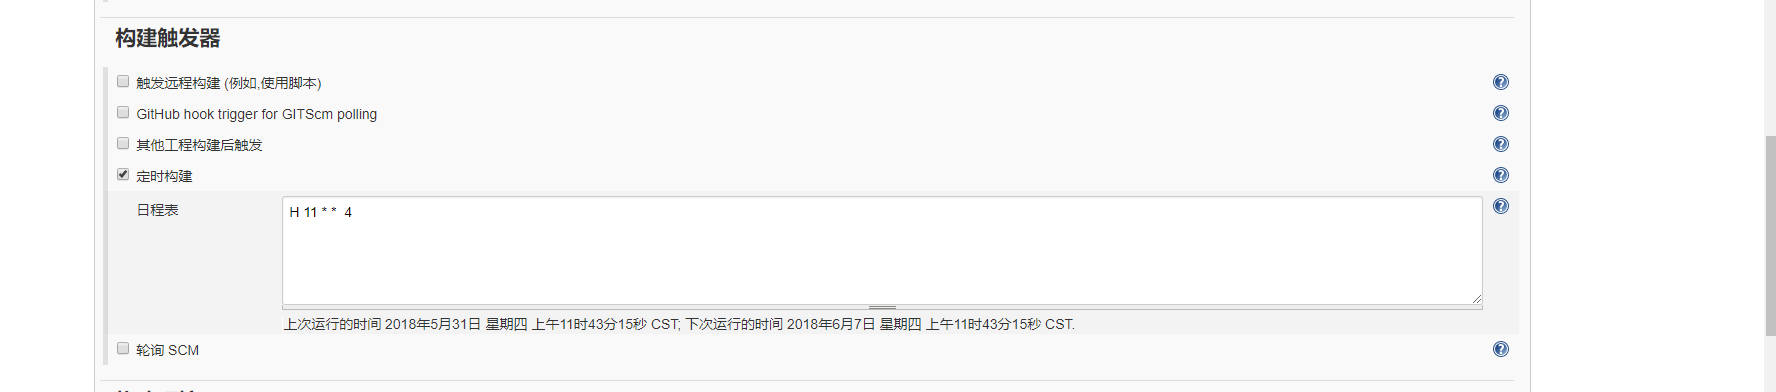 构建触发器
触发远程构建 (例如,使用脚本)
GitHub hook trigger for GITScm polling
其他工程构建后触发
定时构建
日程表
H 11 * *  4
上次运行的时间 2018年5月31日 星期四 上午11时43分15秒 CST; 下次运行的时间 2018年6月7日 星期四 上午11时43分15秒 CST.
轮询 SCM